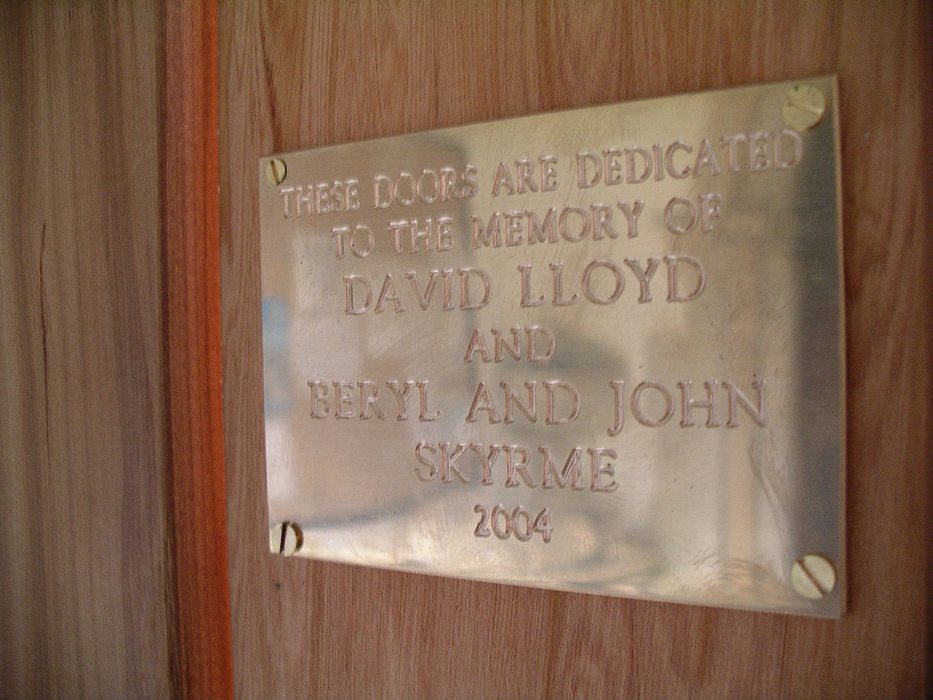 THESE DOORS ARE DEDICATED
TO THE MEMORY OF
DAVID LLOYD
AND
BERYL AND JOHN
SKYRME
2004